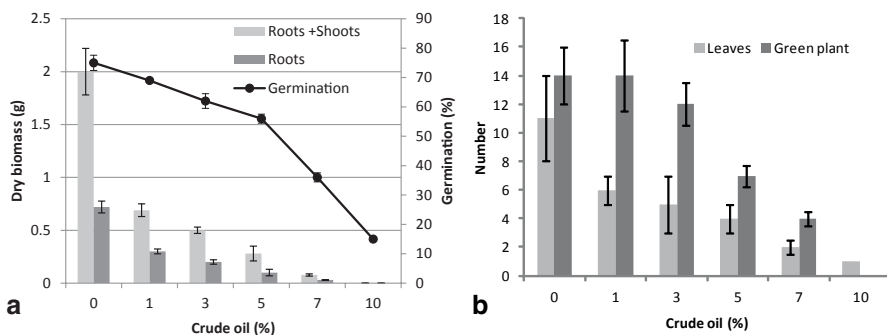 2.5
2
1.5
1
0.5
0
Dry biomass (g)
Roots +Shoots
Roots
Germination
90
80
70
60
50
40
30
20
10
0
Germination (%)
0 1 3 5 7 10
Crude oil (%)
a
18
16
14
12
10
8
6
4
2
0
Number
Leaves Green plant
0 1 3 5 7 10
Crude oil (%)
b